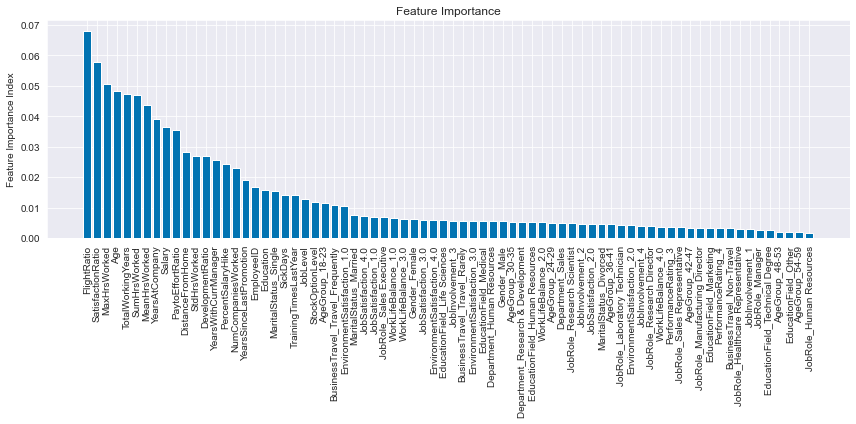 Feature Importance
Feature Importance Index
0.07
0.06
0.05
0.04
0.03
0.02
0.01
0.00
FlightRatio
SatisfactionRatio
MaxHrsWorked
Age
TotalWorkingYears
SumHrsWorked
MeanHrsWorked
YearsAtCompany
Salary
PaytoEffortRatio
DistanceFromHome
StdHrsWorked
DevelopmentRatio
YearsWithCurrManager
PercentSalaryHike
NumCompaniesWorked
YearsSinceLastPromotion
EmployeeID
Education
MaritalStatus_Single
SickDays
TrainingTimesLastYear
JobLevel
StockOptionLevel
AgeGroup_18-23
BusinessTravel_Travel_Frequently
EnvironmentSatisfaction_1.0
MaritalStatus_Married
JobSatisfaction_4.0
JobSatisfaction_1.0
JobRole_Sales Executive
WorkLifeBalance_1.0
WorkLifeBalance_3.0
Gender_Female
JobSatisfaction_3.0
EnvironmentSatisfaction_4.0
EducationField_Life Sciences
JobInvolvement_3
BusinessTravel_Travel_Rarely
EnvironmentSatisfaction_3.0
EducationField_Medical
Department_Human Resources
Gender_Male
AgeGroup_30-35
Department_Research & Development
EducationField_Human Resources
WorkLifeBalance_2.0
AgeGroup_24-29
Department_Sales
JobRole_Research Scientist
JobInvolvement_2
JobSatisfaction_2.0
MaritalStatus_Divorced
AgeGroup_36-41
JobRole_Laboratory Technician
EnvironmentSatisfaction_2.0
JobInvolvement_4
JobRole_Research Director
WorkLifeBalance_4.0
PerformanceRating_3
JobRole_Sales Representative
AgeGroup_42-47
JobRole_Manufacturing Director
EducationField_Marketing
PerformanceRating_4
BusinessTravel_Non-Travel
JobRole_Healthcare Representative
JobInvolvement_1
JobRole_Manager
EducationField_Technical Degree
AgeGroup_48-53
EducationField_Other
AgeGroup_54-59
JobRole_Human Resources